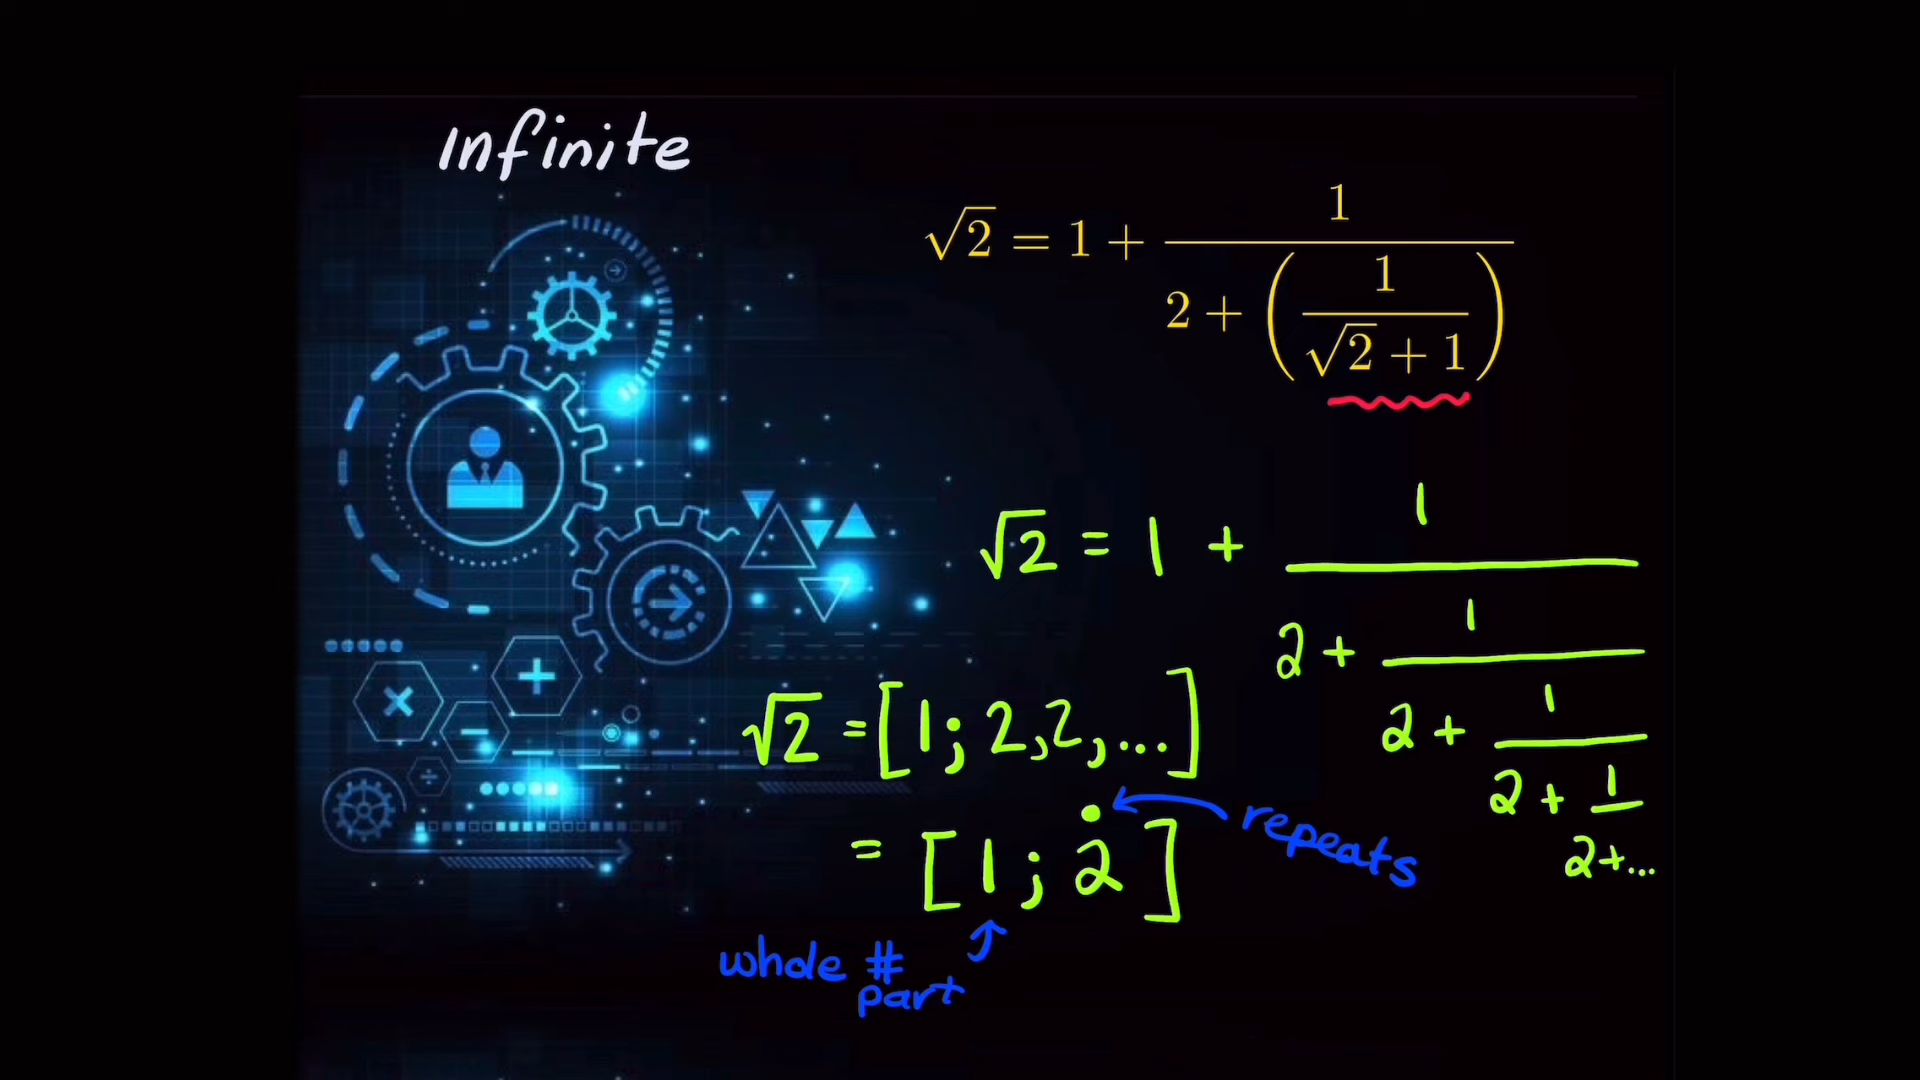 Infinite
√2 = 1 + 1/(2 + (1/(√2 + 1)))
√2 = 1 + 1/(2 + 1/(2 + 1/(2 + 1/(2+...))))
√2 = [1; 2,2,...]
= [1; 2̇]
repeats
whole #
part